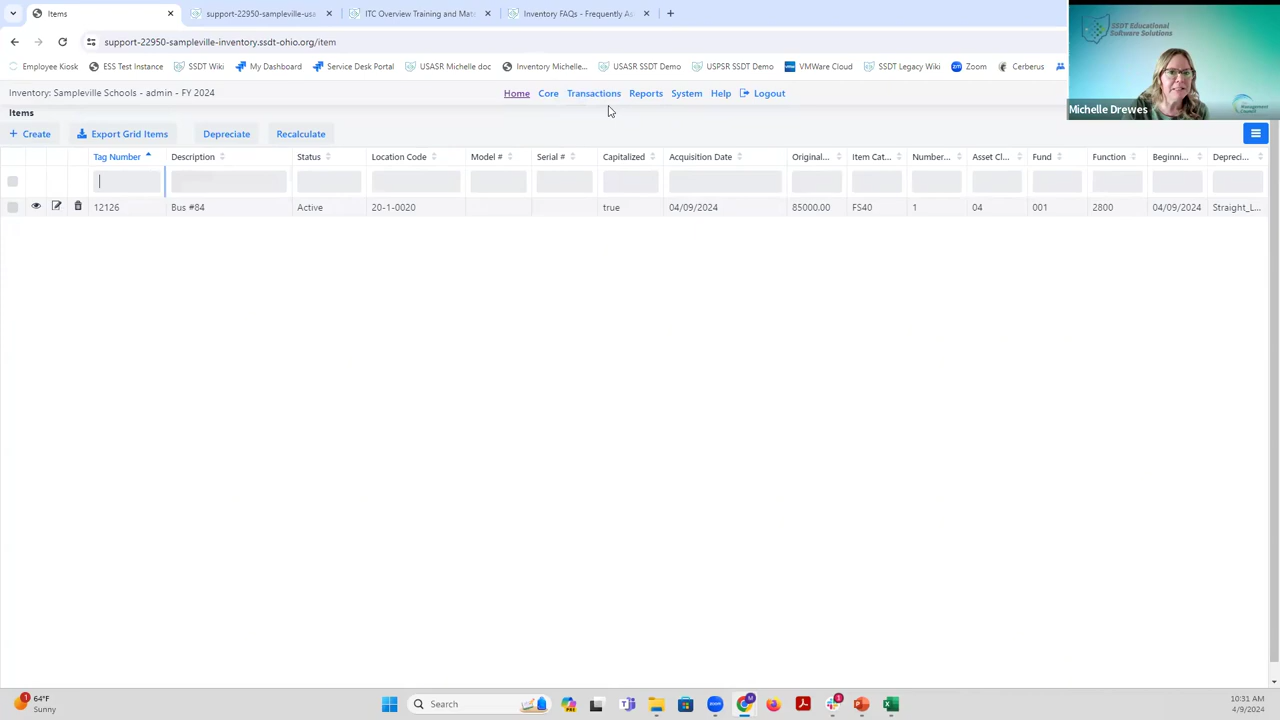 Items
support-22950-sampleville-usa
ITC Overview Training and Mate
Inventory FAQs - Frequently As
support-22950-sampleville-inventory.ssdt-ohio.org/item
Employee Kiosk
ESS Test Instance
SSDT Wiki
My Dashboard
Service Desk Portal
USASR Michelle doc
Inventory Michelle...
USASR SSDT Demo
USPSR SSDT Demo
VMWare Cloud
SSDT Legacy Wiki
Zoom
Cerberus
SSDT Educational
Software Solutions
Michelle Drewes
Inventory: Sampleville Schools - admin - FY 2024
Home Core Transactions Reports System Help Logout
Items
+ Create Export Grid Items Depreciate Recalculate
Tag Number Description Status Location Code Model # Serial # Capitalized Acquisition Date Original... Item Cat... Number... Asset Cl... Fund Function Beginni... Depreci...
12126 Bus #84 Active 20-1-0020 true 04/09/2024 85000.00 FS40 1 04 001 2800 04/09/2024 Straight_L...
1
64°F
Sunny
Search
10:31 AM
4/9/2024